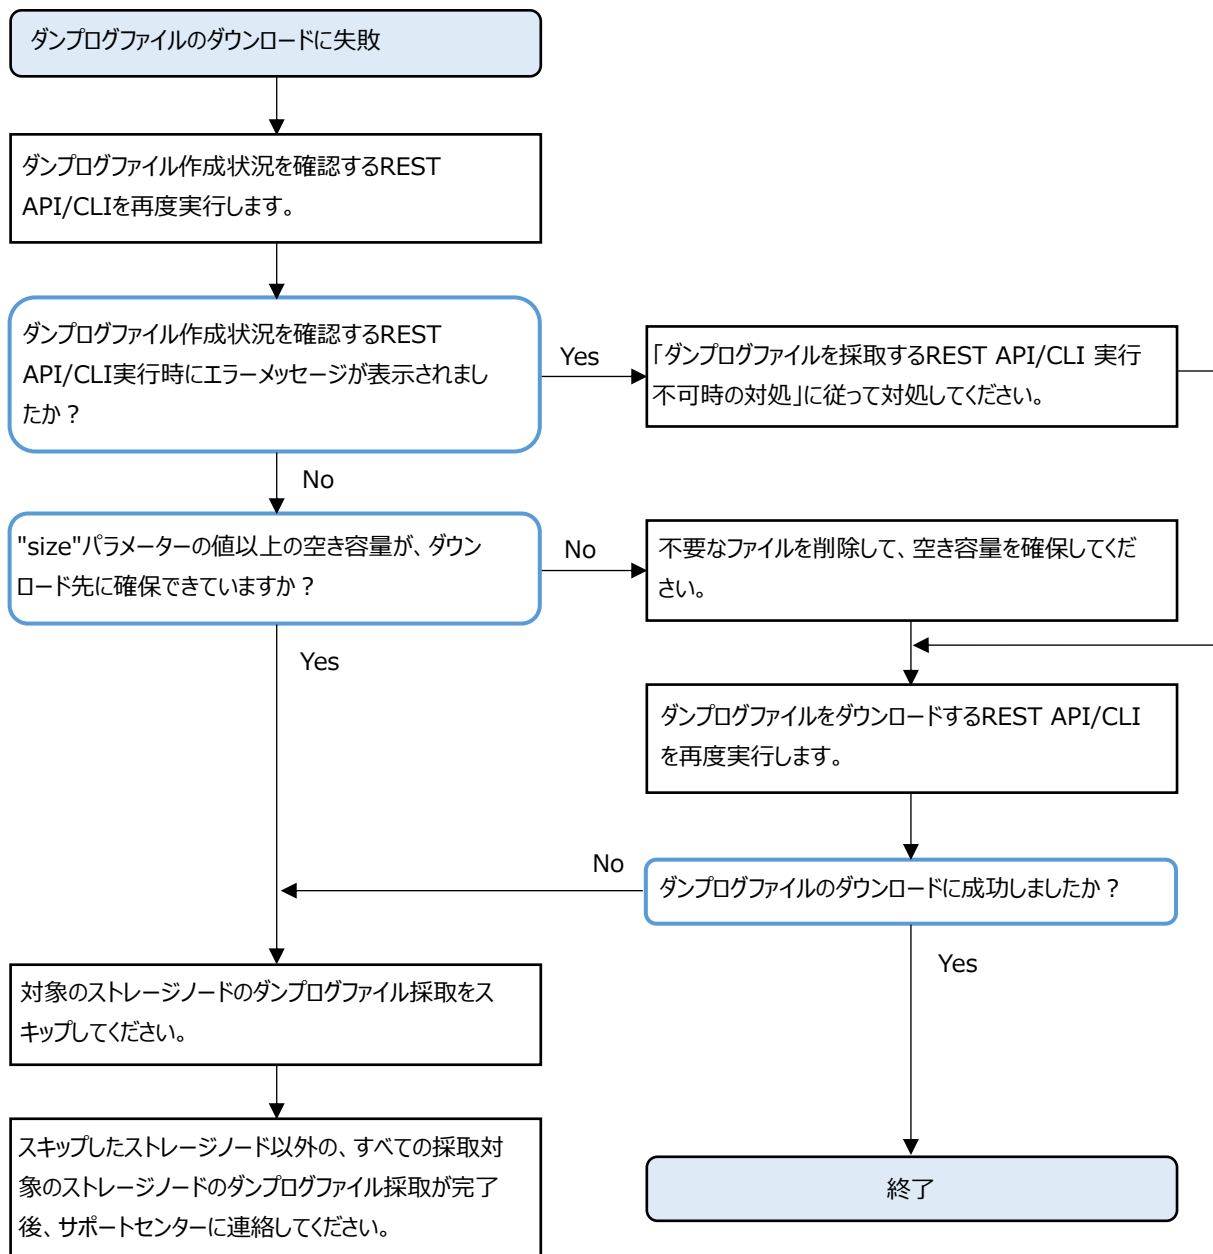 ダンプログファイルのダウンロードに失敗
ダンプログファイル作成状況を確認するREST
API/CLIを再度実行します。
ダンプログファイル作成状況を確認するREST
API/CLI実行時にエラーメッセージが表示されまし
たか？
Yes
「ダンプログファイルを採取するREST API/CLI 実行
不可時の対処」に従って対処してください。
No
"size"パラメーターの値以上の空き容量が、ダウン
ロード先に確保できていますか？
No
不要なファイルを削除して、空き容量を確保してくだ
さい。
Yes
ダンプログファイルをダウンロードするREST API/CLI
を再度実行します。
No
ダンプログファイルのダウンロードに成功しましたか？
Yes
対象のストレージノードのダンプログファイル採取をス
キップしてください。
スキップしたストレージノード以外の、すべての採取対
象のストレージノードのダンプログファイル採取が完了
後、サポートセンターに連絡してください。
終了